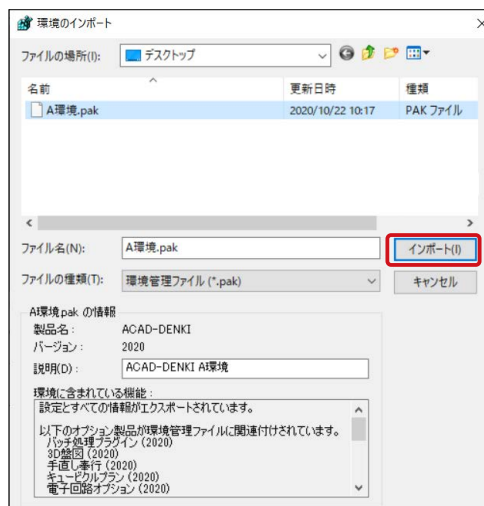 環境のインポート
ファイルの場所(I): デスクトップ
名前 更新日時 種類
A環境.pak 2020/10/22 10:17 PAK ファイル
ファイル名(N): A環境.pak インポート(I)
ファイルの種類(T): 環境管理ファイル (*.pak) キャンセル
A環境.pak の情報
製品名 : ACAD-DENKI
バージョン : 2020
説明(D) : ACAD-DENKI A環境
環境に含まれている機能 :
設定とすべての情報がエクスポートされています。
以下のオプション製品が環境管理ファイルに関連付けされています。
バッチ処理プラグイン (2020)
3D盤図 (2020)
手直し奉行 (2020)
キュービクルプラン (2020)
電子回路オプション (2020)